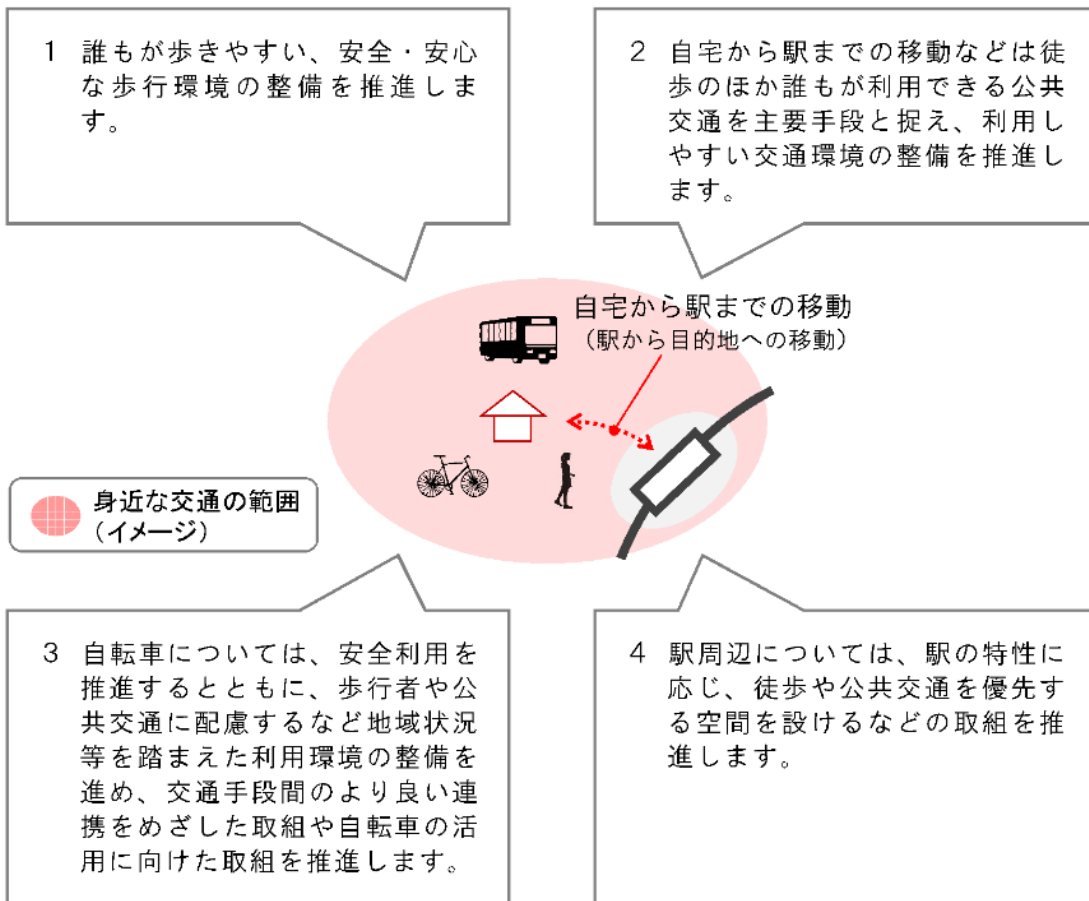 1 誰もが歩きやすい、安全・安心
な歩行環境の整備を推進しま
す。
2 自宅から駅までの移動などは徒
歩のほか誰もが利用できる公共
交通を主要手段と捉え、利用し
やすい交通環境の整備を推進し
ます。
自宅から駅までの移動
(駅から目的地への移動)
身近な交通の範囲
(イメージ)
3 自転車については、安全利用を
推進するとともに、歩行者や公
共交通に配慮するなど地域状況
等を踏まえた利用環境の整備を
進め、交通手段間のより良い連
携をめざした取組や自転車の活
用に向けた取組を推進します。
4 駅周辺については、駅の特性に
応じ、徒歩や公共交通を優先す
る空間を設けるなどの取組を推
進します。